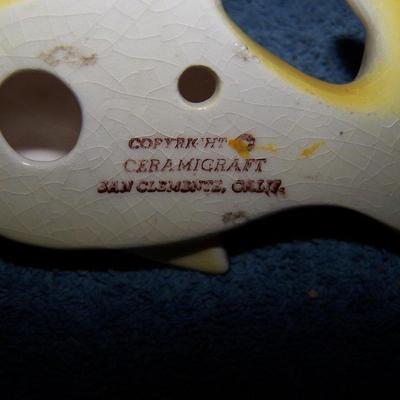 COPYRIGHT ©
CERAMICRAFT
SAN CLEMENTE, CALIF.